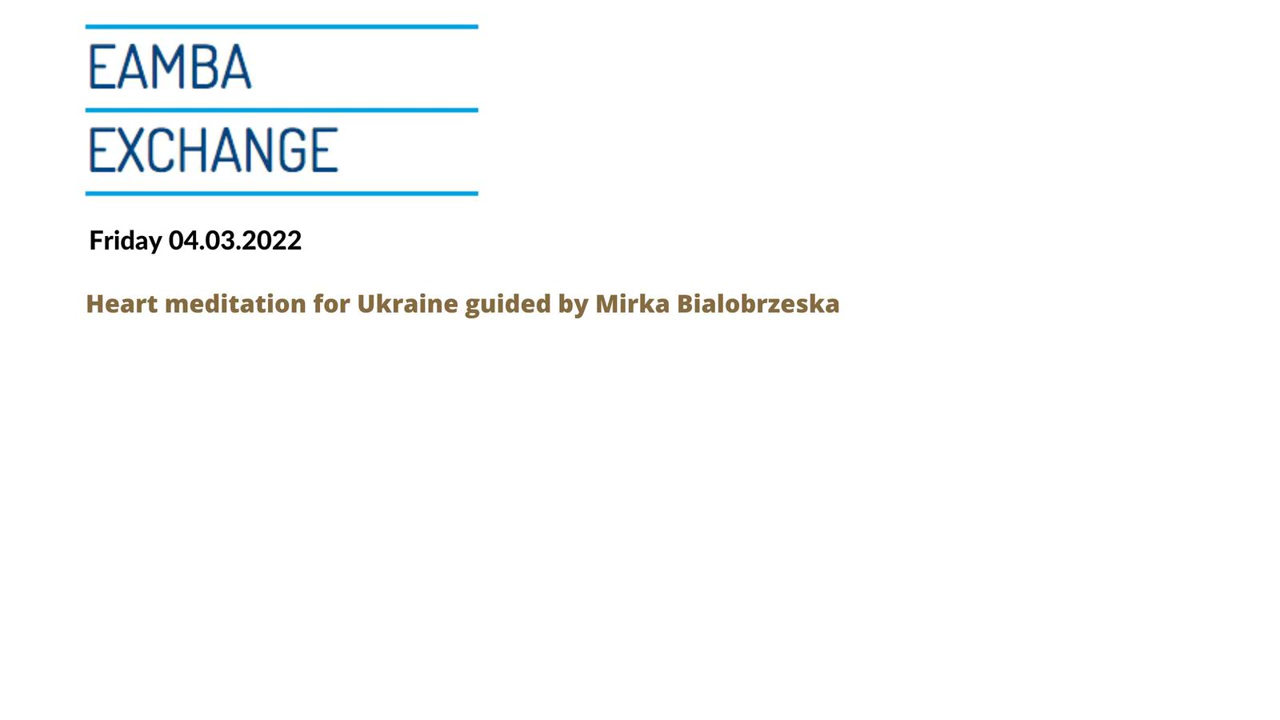 EAMBA
EXCHANGE
Friday 04.03.2022
Heart meditation for Ukraine guided by Mirka Bialobrzeska